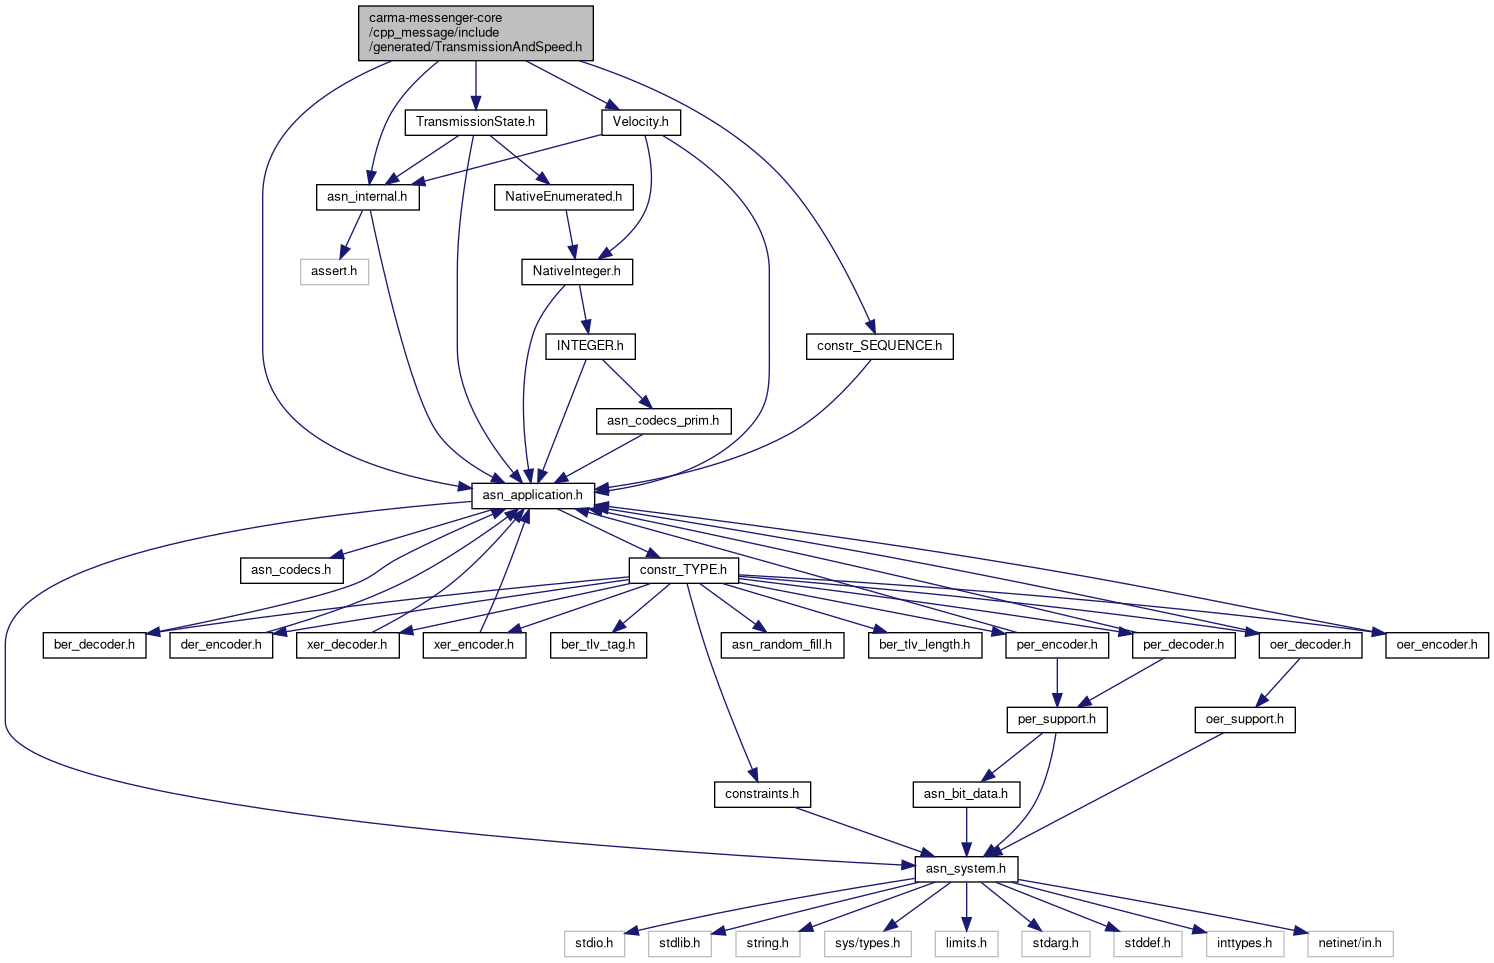 carma-messenger-core
/cpp_message/include
/generated/TransmissionAndSpeed.h
TransmissionState.h
Velocity.h
asn_internal.h
NativeEnumerated.h
assert.h
NativeInteger.h
INTEGER.h
constr_SEQUENCE.h
asn_codecs_prim.h
asn_application.h
asn_codecs.h
constr_TYPE.h
ber_decoder.h
der_encoder.h
xer_decoder.h
xer_encoder.h
ber_tlv_tag.h
asn_random_fill.h
ber_tlv_length.h
per_encoder.h
per_decoder.h
oer_decoder.h
oer_encoder.h
per_support.h
oer_support.h
constraints.h
asn_bit_data.h
asn_system.h
stdio.h
stdlib.h
string.h
sys/types.h
limits.h
stdarg.h
stddef.h
inttypes.h
netinet/in.h